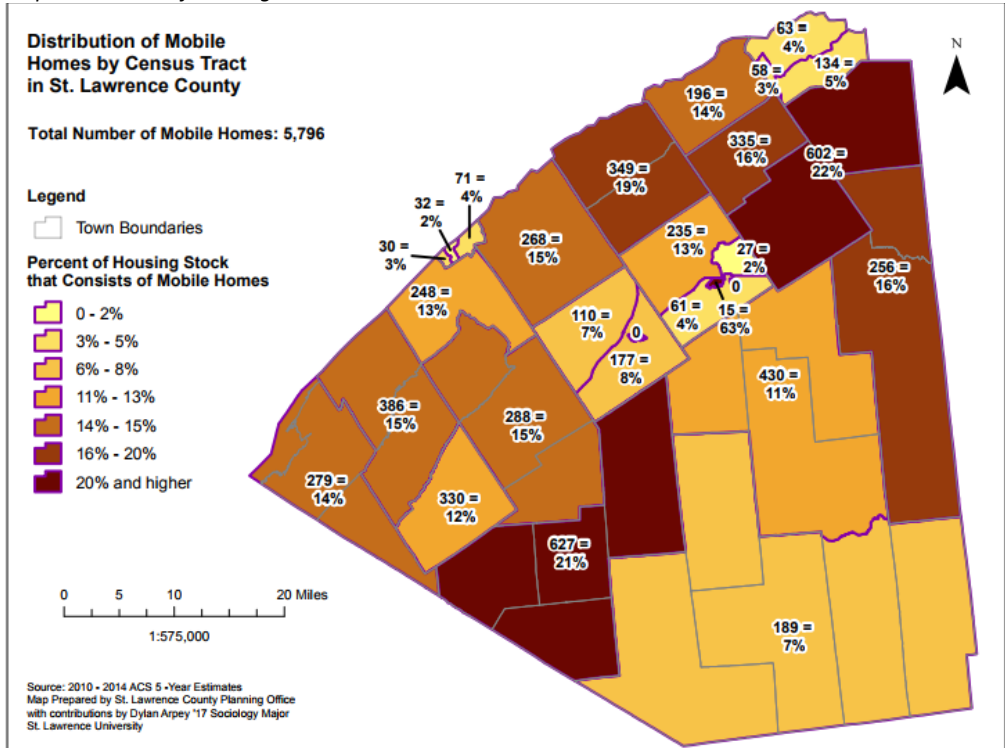 Distribution of Mobile
Homes by Census Tract
in St. Lawrence County
Total Number of Mobile Homes: 5,796
Legend
Town Boundaries
Percent of Housing Stock
that Consists of Mobile Homes
0 - 2%
3% - 5%
6% - 8%
11% - 13%
14% - 15%
16% - 20%
20% and higher
0 5 10 20 Miles
1:575,000
Source: 2010 - 2014 ACS 5 -Year Estimates
Map Prepared by St. Lawrence County Planning Office
with contributions by Dylan Arpey '17 Sociology Major
St. Lawrence University
N
63 =
4%
58 =
3%
134 =
5%
196 =
14%
335 =
16%
602 =
22%
349 =
19%
71 =
4%
32 =
2%
30 =
3%
268 =
15%
235 =
13%
27 =
2%
0
256 =
16%
248 =
13%
110 =
7%
0
61 =
4%
15 =
63%
177 =
8%
430 =
11%
386 =
15%
288 =
15%
279 =
14%
330 =
12%
627 =
21%
189 =
7%